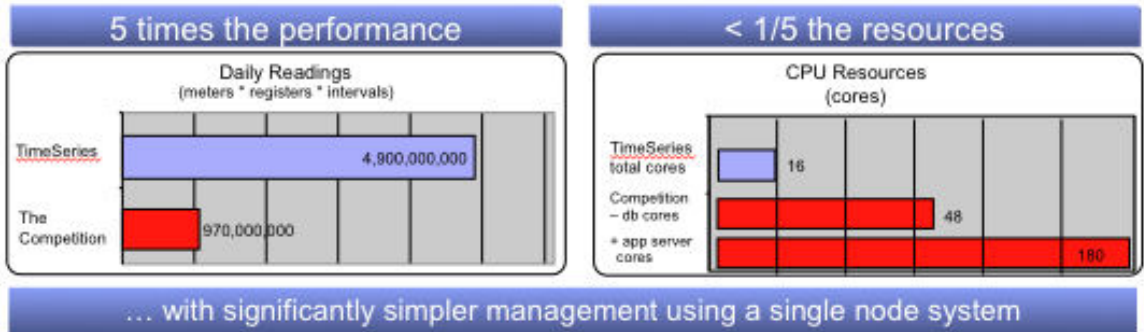 5 times the performance
< 1/5 the resources
Daily Readings
(meters * registers * intervals)
TimeSeries
4,900,000,000
The
Competition
970,000,000
CPU Resources
(cores)
TimeSeries
total cores
16
Competition
– db cores
48
+ app server
cores
180
... with significantly simpler management using a single node system